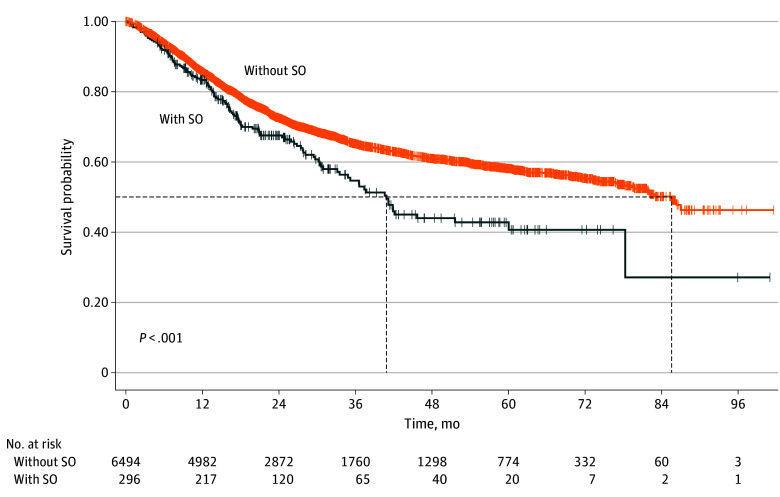 1.00
0.80
0.60
0.40
0.20
0
Survival probability
Without SO
With SO
P < .001
0 12 24 36 48 60 72 84 96
Time, mo
No. at risk
Without SO 6494 4982 2872 1760 1298 774 332 60 3
With SO 296 217 120 65 40 20 7 2 1